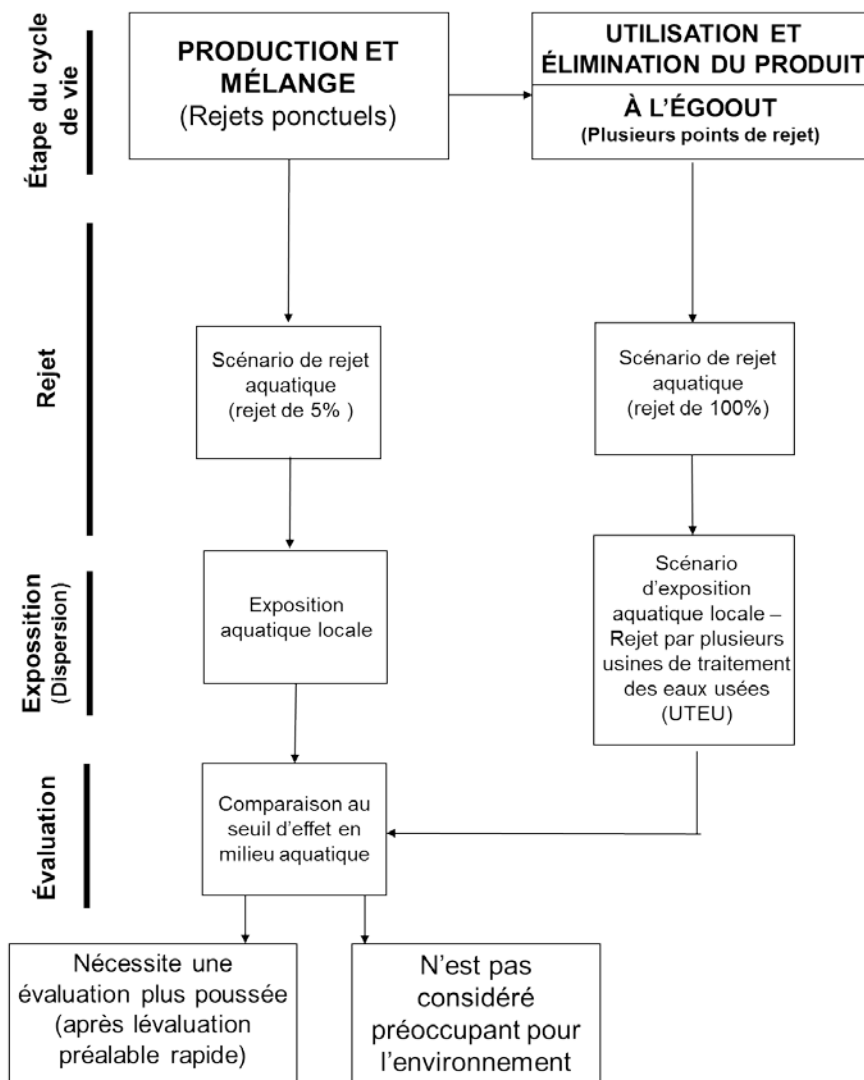 Étape du cycle
de vie
PRODUCTION ET
MÉLANGE
(Rejets ponctuels)
UTILISATION ET
ÉLIMINATION DU PRODUIT
À L’ÉGOOUT
(Plusieurs points de rejet)
Rejet
Scénario de rejet
aquatique
(rejet de 5% )
Scénario de rejet
aquatique
(rejet de 100%)
Expossition
(Dispersion)
Exposition
aquatique locale
Scénario
d’exposition
aquatique locale –
Rejet par plusieurs
usines de traitement
des eaux usées
(UTEU)
Évaluation
Comparaison au
seuil d’effet en
milieu aquatique
Nécessite une
évaluation plus poussée
(après lévaluation
préalable rapide)
N’est pas
considéré
préoccupant pour
l’environnement